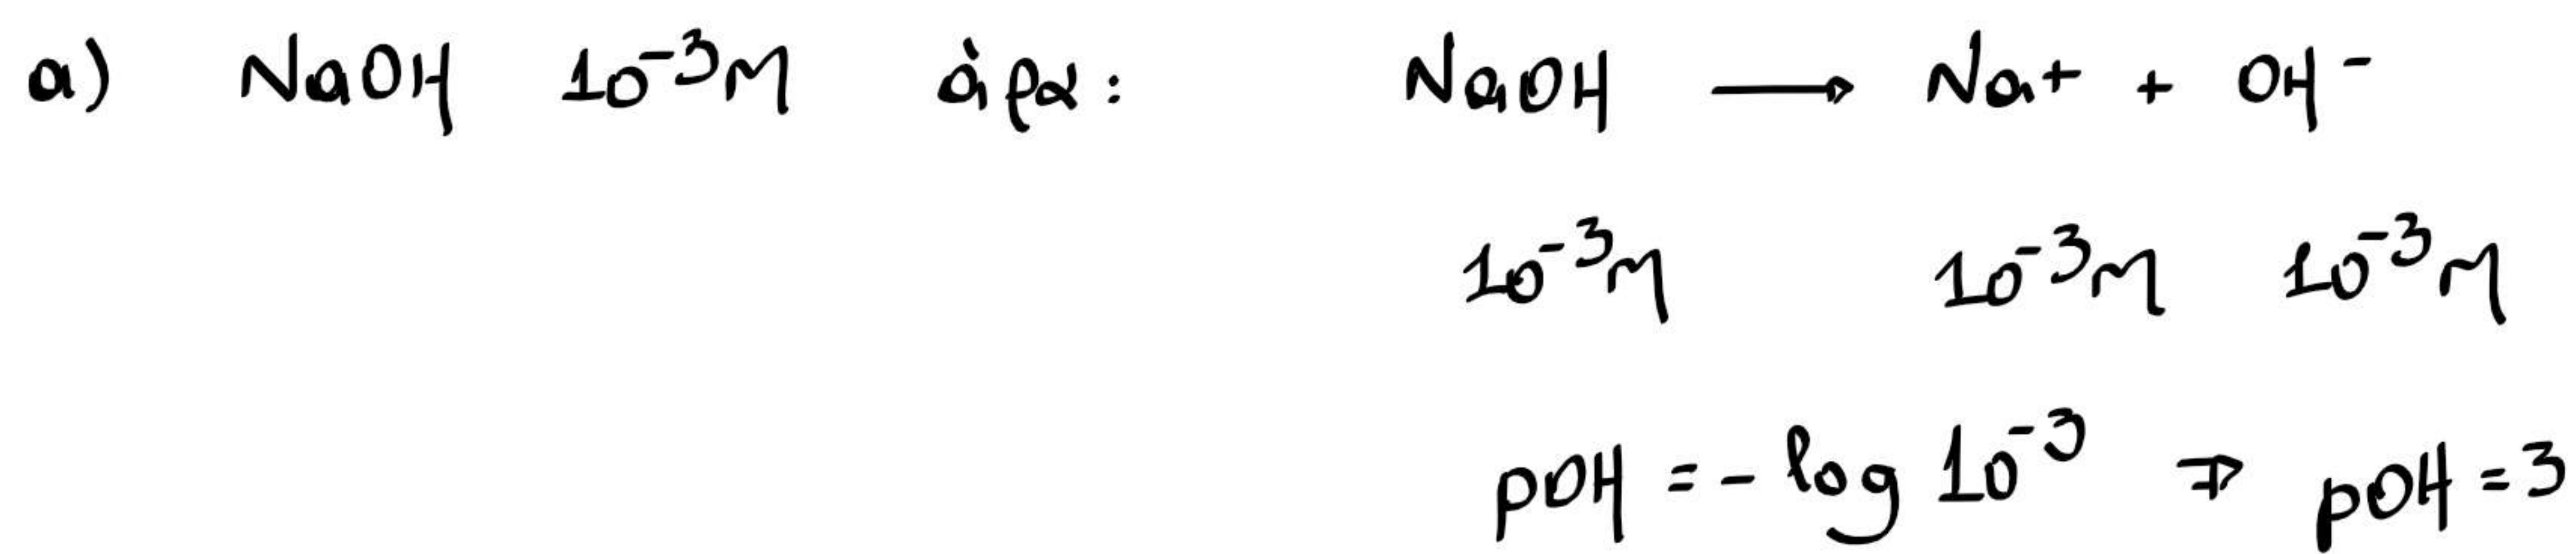 a) NaOH 10⁻³M άρα: NaOH ⟶ Na+ + OH⁻
10⁻³M 10⁻³M 10⁻³M
pOH = - log 10⁻³ ⇒ pOH = 3